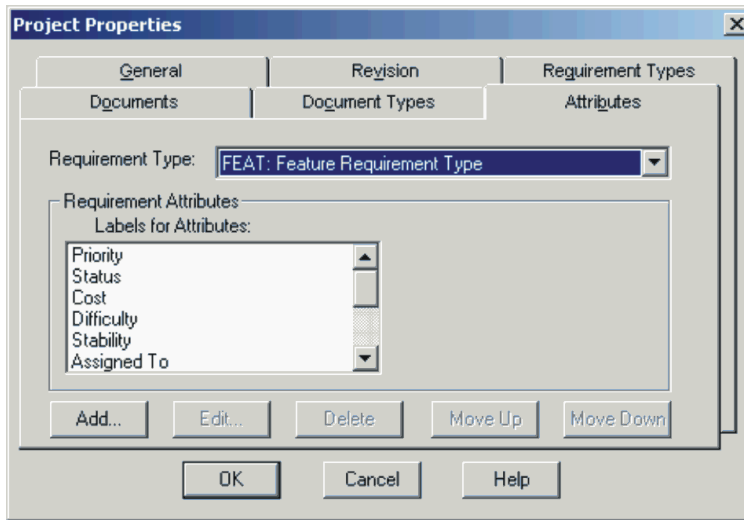 Project Properties
General Revision Requirement Types
Documents Document Types Attributes
Requirement Type: FEAT: Feature Requirement Type
Requirement Attributes
Labels for Attributes:
Priority
Status
Cost
Difficulty
Stability
Assigned To
Add... Edit... Delete Move Up Move Down
OK Cancel Help